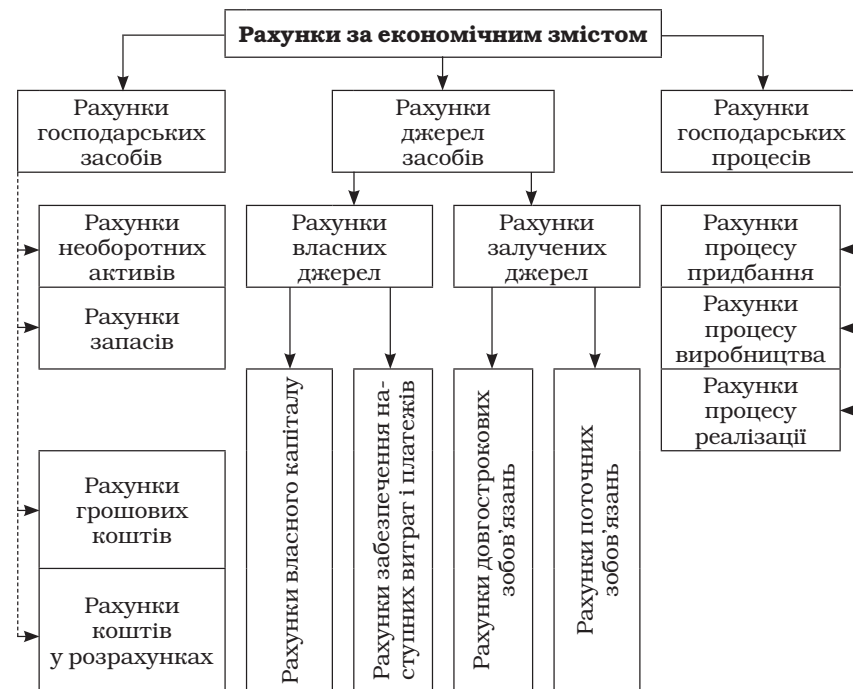 Рахунки за економічним змістом
Рахунки
господарських
засобів
Рахунки
джерел
засобів
Рахунки
господарських
процесів
Рахунки
необоротних
активів
Рахунки
запасів
Рахунки
грошових
коштів
Рахунки
коштів
у розрахунках
Рахунки
власних
джерел
Рахунки
залучених
джерел
Рахунки власного капіталу
Рахунки забезпечення на-
ступних витрат і платежів
Рахунки довгострокових
зобов’язань
Рахунки поточних
зобов’язань
Рахунки
процесу
придбання
Рахунки
процесу
виробництва
Рахунки
процесу
реалізації